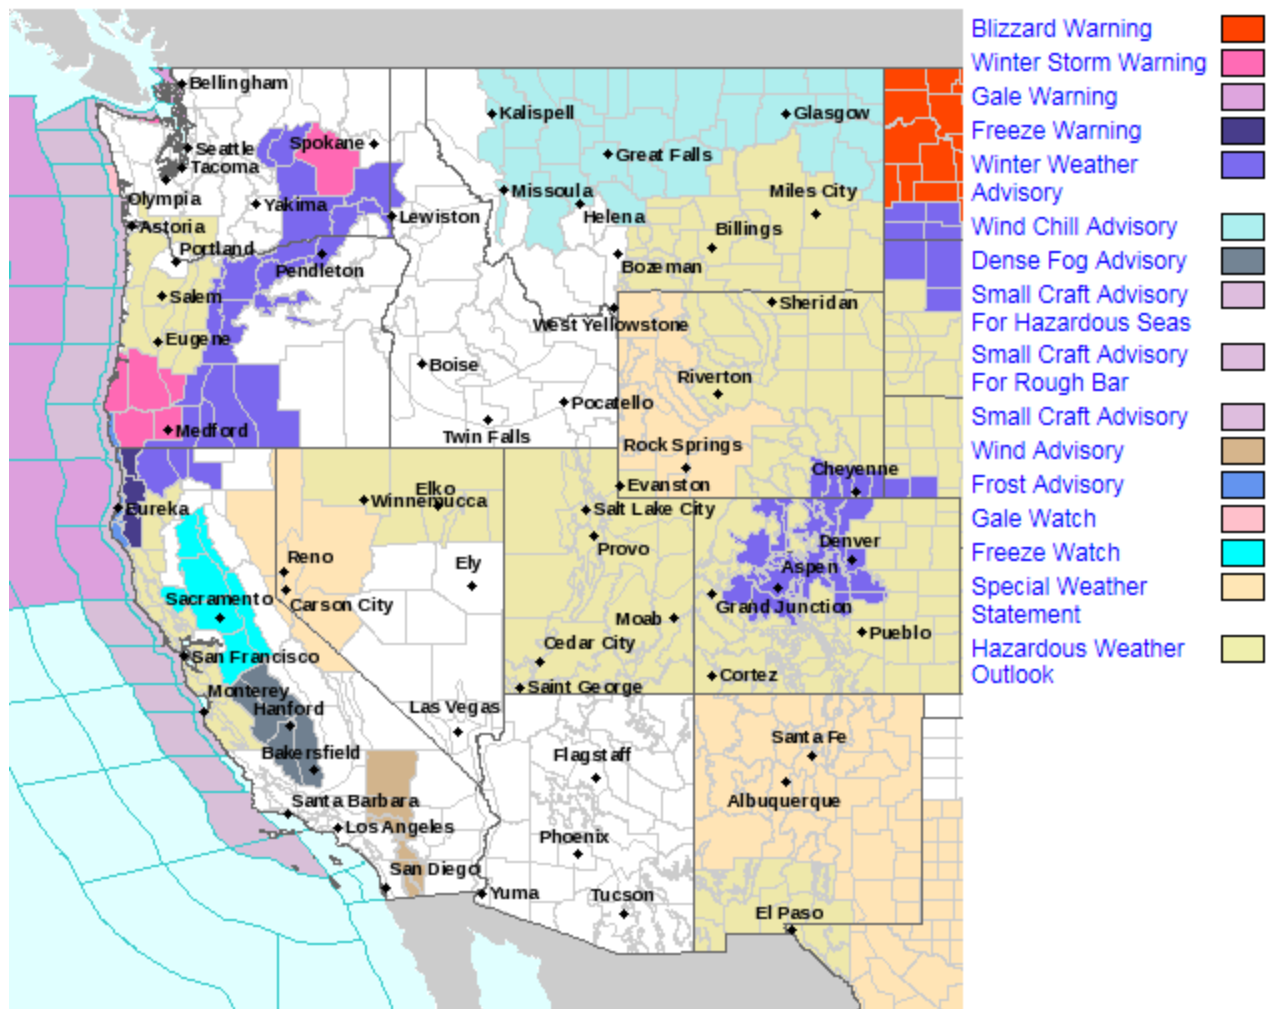 Bellingham
Seattle
Spokane
Tacoma
Olympia
Yakima
Lewiston
Astoria
Portland
Pendleton
Salem
Eugene
Medford
Kalispell
Glasgow
Great Falls
Missoula
Miles City
Helena
Billings
Bozeman
Sheridan
West Yellowstone
Boise
Riverton
Pocatello
Twin Falls
Rock Springs
Cheyenne
Evanston
Elko
Winnemucca
Eureka
Salt Lake City
Provo
Denver
Reno
Ely
Aspen
Sacramento
Carson City
Grand Junction
Moab
Pueblo
Cedar City
San Francisco
Cortez
Saint George
Monterey
Hanford
Las Vegas
Bakersfield
Flagstaff
Santa Fe
Albuquerque
Santa Barbara
Los Angeles
Phoenix
San Diego
Yuma
Tucson
El Paso
Blizzard Warning
Winter Storm Warning
Gale Warning
Freeze Warning
Winter Weather
Advisory
Wind Chill Advisory
Dense Fog Advisory
Small Craft Advisory
For Hazardous Seas
Small Craft Advisory
For Rough Bar
Small Craft Advisory
Wind Advisory
Frost Advisory
Gale Watch
Freeze Watch
Special Weather
Statement
Hazardous Weather
Outlook